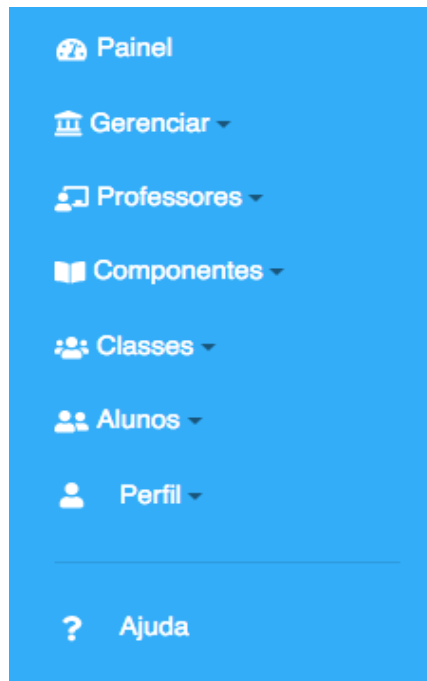 Painel
Gerenciar
Professores
Componentes
Classes
Alunos
Perfil
? Ajuda